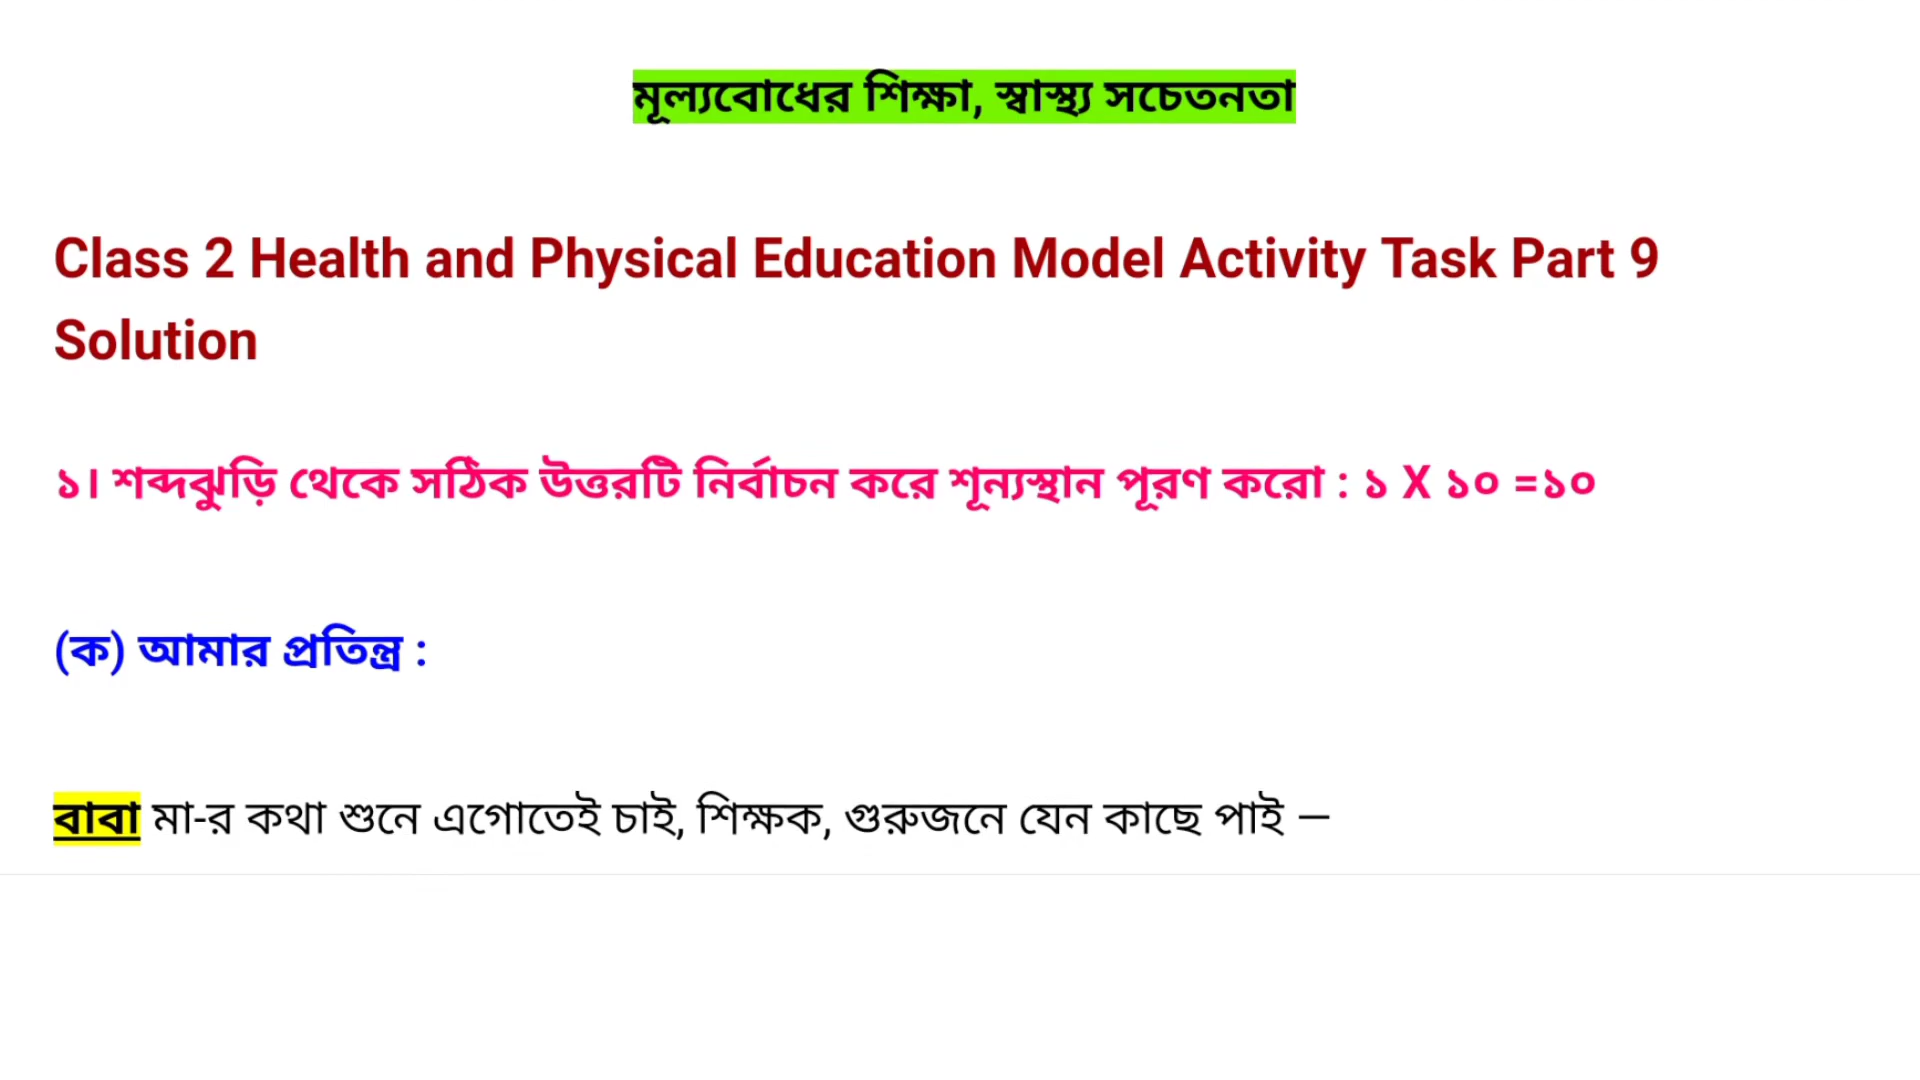 মূল্যবোধের শিক্ষা, স্বাস্থ্য সচেতনতা
Class 2 Health and Physical Education Model Activity Task Part 9
Solution
১। শব্দঝুড়ি থেকে সঠিক উত্তরটি নির্বাচন করে শূন্যস্থান পূরণ করো : ১ X ১০ =১০
(ক) আমার প্রতিন্ত্র :
বাবা মা-র কথা শুনে এগোতেই চাই, শিক্ষক, গুরুজনে যেন কাছে পাই —